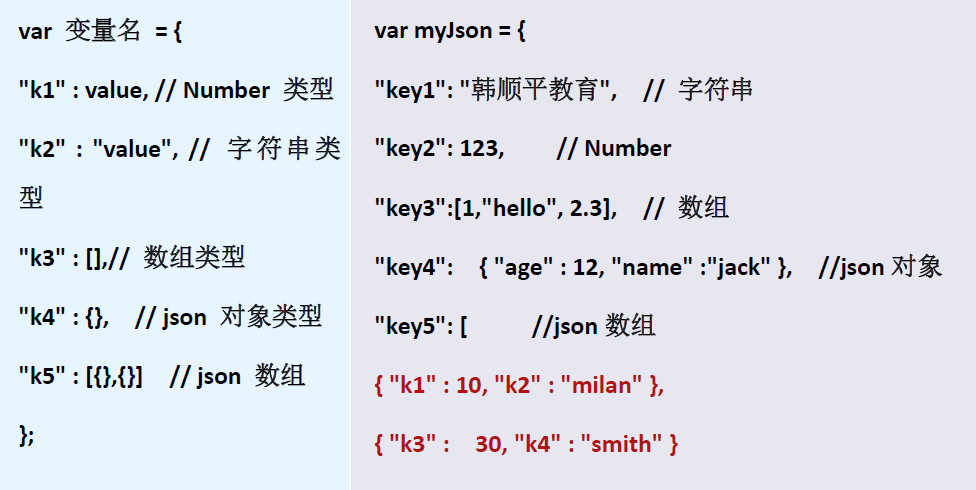 var 变量名 = {
"k1" : value, // Number 类型
"k2" : "value", // 字符串类
型
"k3" : [],// 数组类型
"k4" : {}, // json 对象类型
"k5" : [{},{}] // json 数组
};
var myJson = {
"key1": "韩顺平教育", // 字符串
"key2": 123, // Number
"key3":[1,"hello", 2.3], // 数组
"key4": { "age" : 12, "name" :"jack" }, //json 对象
"key5": [ //json 数组
{ "k1" : 10, "k2" : "milan" },
{ "k3" : 30, "k4" : "smith" }